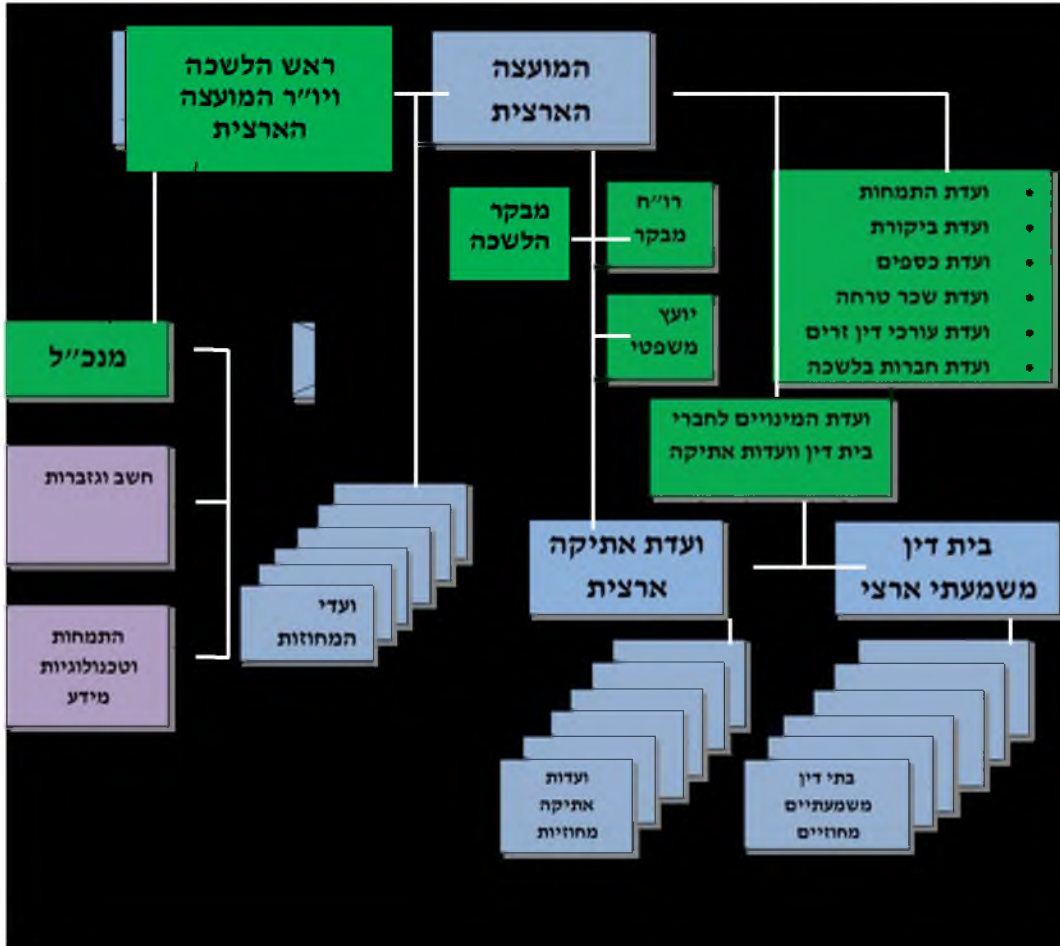 ראש הלשכה
ויו״ר המועצה
הארצית
המועצה
הארצית
מבקר
הלשכה
רו״ח
מבקר
יועץ
משפטי
• ועדת התמחות
• ועדת ביקורת
• ועדת כספים
• ועדת שכר טרחה
• ועדת עורכי דין זרים
• ועדת חברות בלשכה
ועדת המינויים לחברי
בית דין וועדות אתיקה
מנכ״ל
חשב וגזברות
התמחות
וטכנולוגיות
מידע
ועדי
המחוזות
ועדת אתיקה
ארצית
בית דין
משמעתי ארצי
ועדות
אתיקה
מחוזיות
בתי דין
משמעתיים
מחוזיים